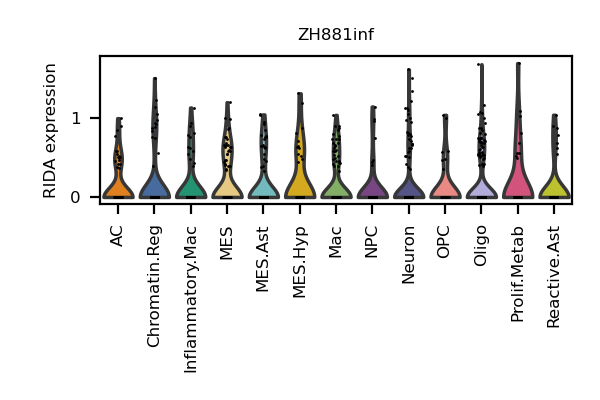 ZH881inf
RIDA expression
1
0
AC
Chromatin.Reg
Inflammatory.Mac
MES
MES.Ast
MES.Hyp
Mac
NPC
Neuron
OPC
Oligo
Prolif.Metab
Reactive.Ast